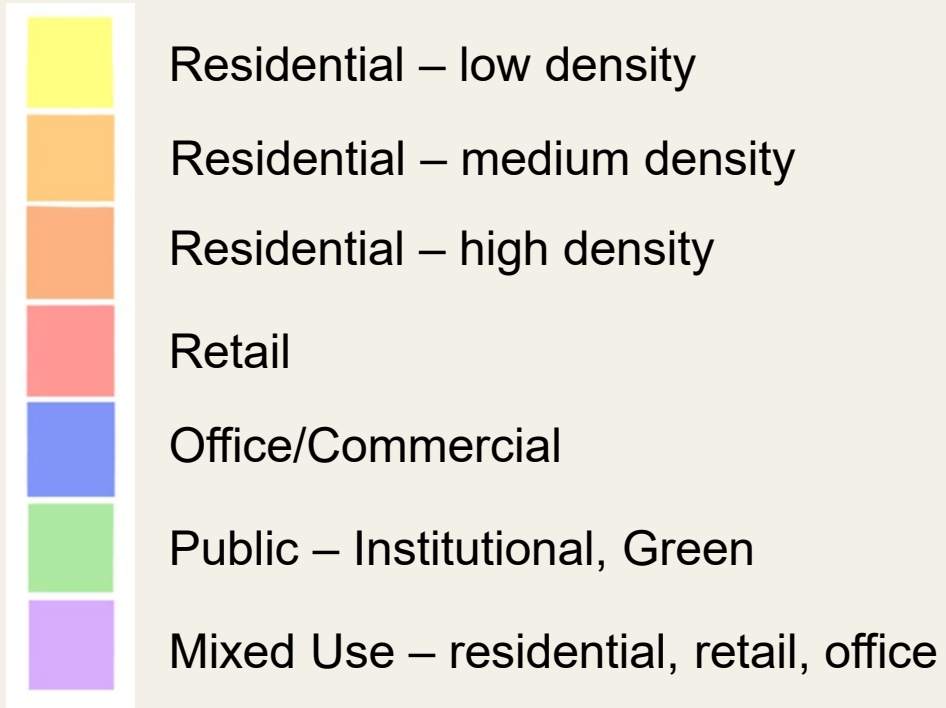 Residential – low density
Residential – medium density
Residential – high density
Retail
Office/Commercial
Public – Institutional, Green
Mixed Use – residential, retail, office